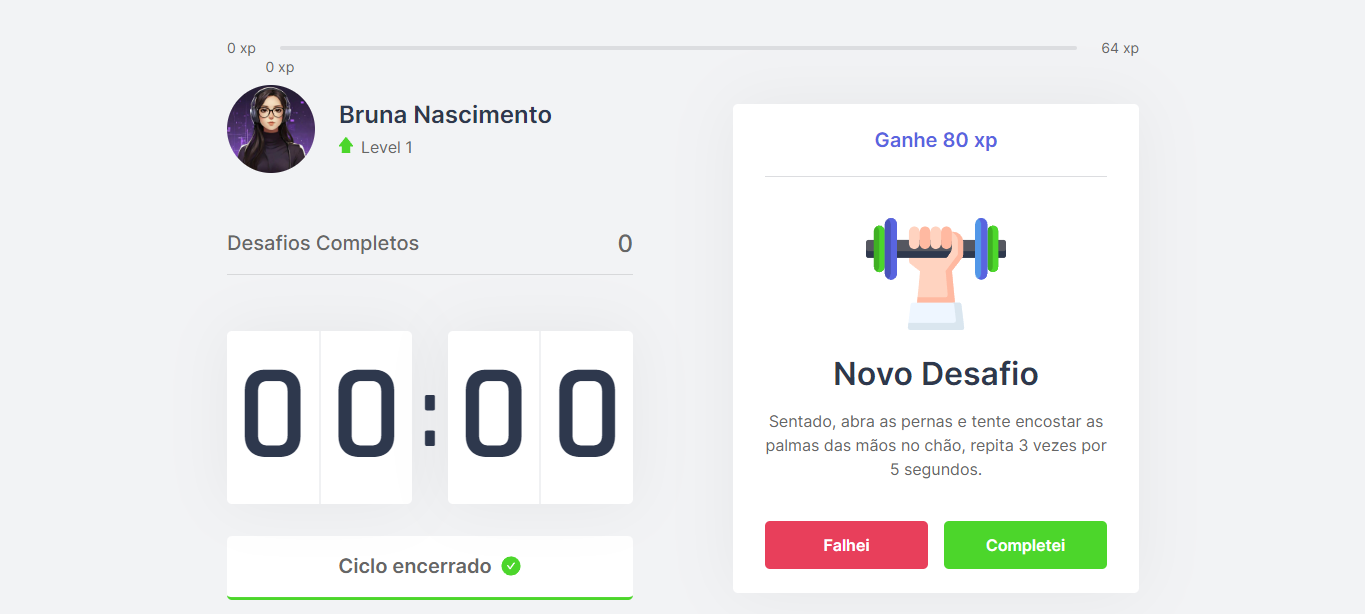 0 xp
64 xp
0 xp
Bruna Nascimento
Level 1
Desafios Completos
0
00:00
Ciclo encerrado
Ganhe 80 xp
Novo Desafio
Sentado, abra as pernas e tente encostar as
palmas das mãos no chão, repita 3 vezes por
5 segundos.
Falhei
Completei